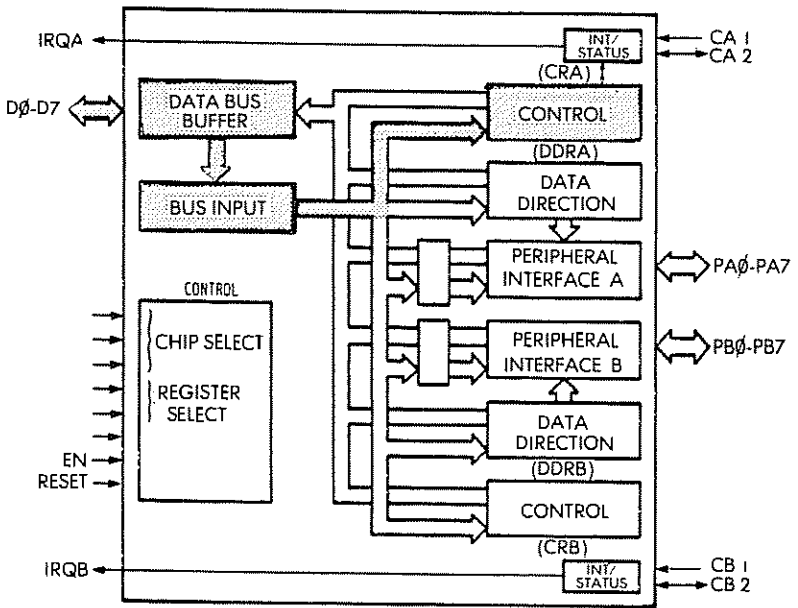 IRQA
INT/
STATUS
CA 1
CA 2
(CRA)
DØ-D7
DATA BUS
BUFFER
CONTROL
(DDRA)
DATA
DIRECTION
BUS INPUT
PERIPHERAL
INTERFACE A
PAØ-PA7
CONTROL
CHIP SELECT
REGISTER
SELECT
EN
RESET
PERIPHERAL
INTERFACE B
PBØ-PB7
DATA
DIRECTION
(DDRB)
CONTROL
(CRB)
IRQB
INT/
STATUS
CB 1
CB 2